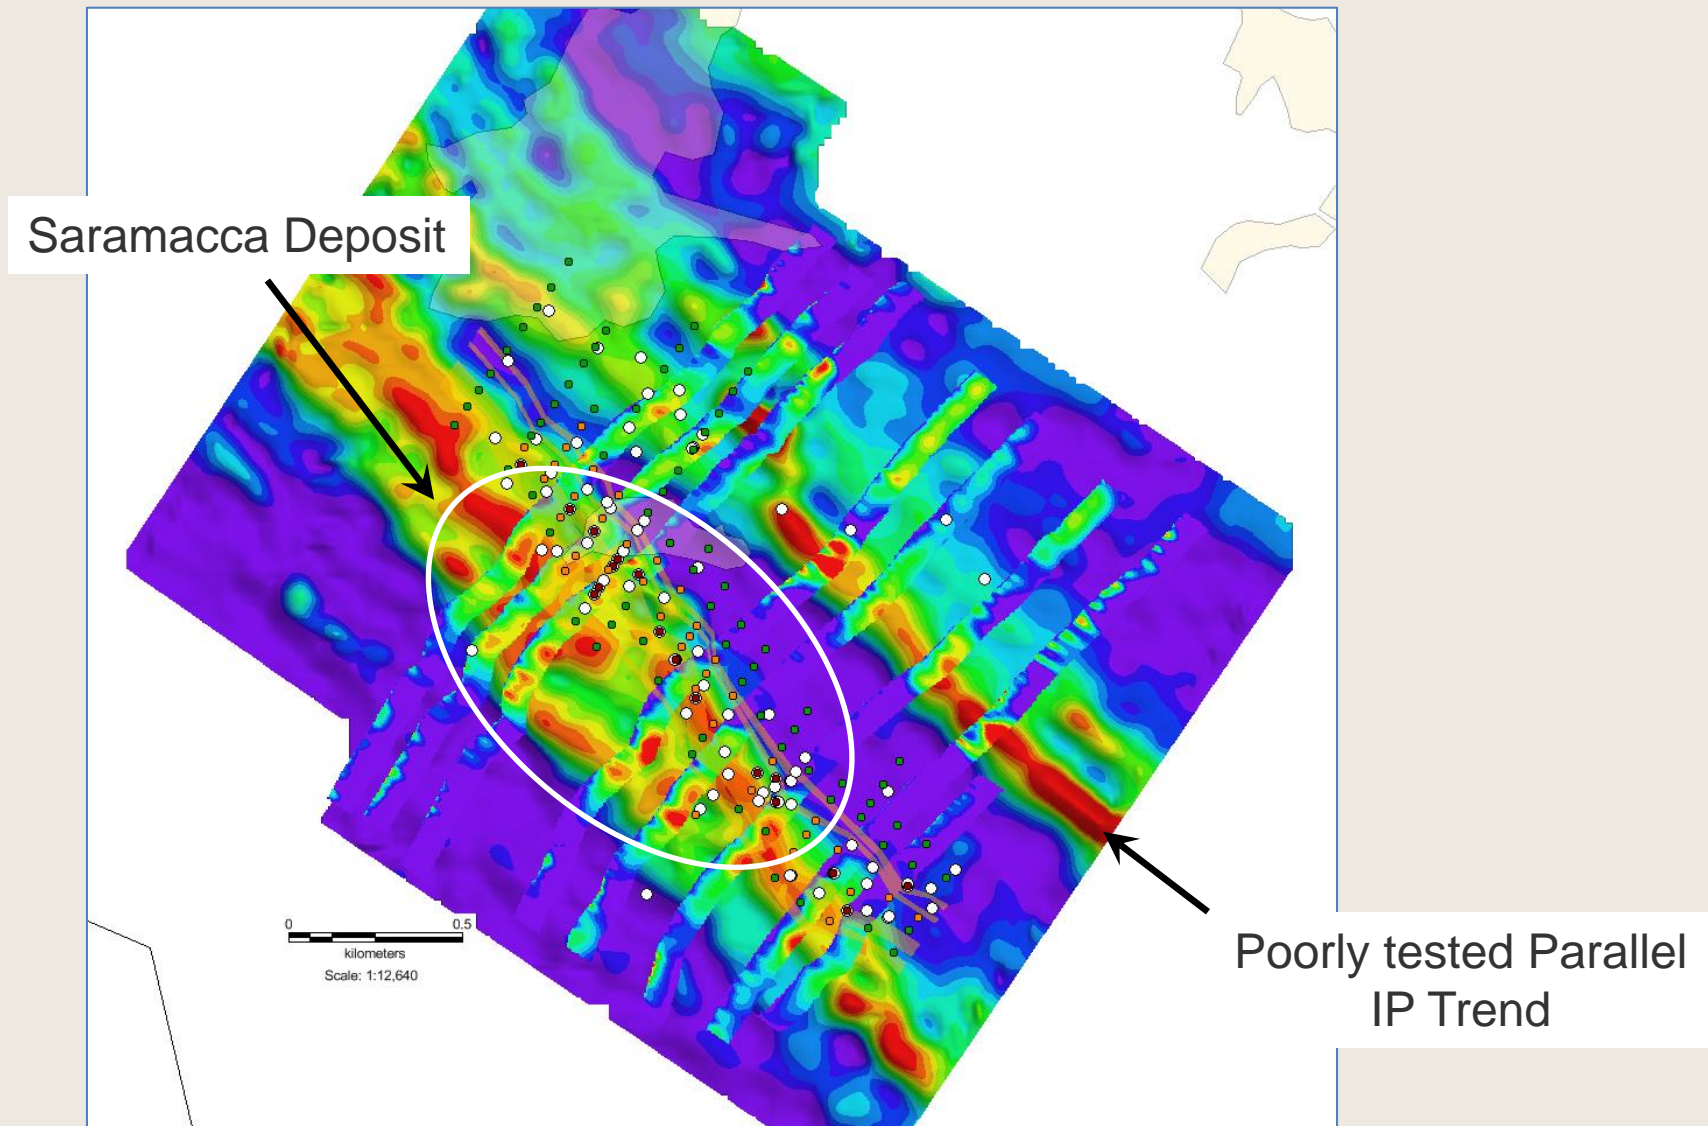 Saramacca Deposit
0 0.5
kilometers
Scale: 1:12,640
Poorly tested Parallel
IP Trend